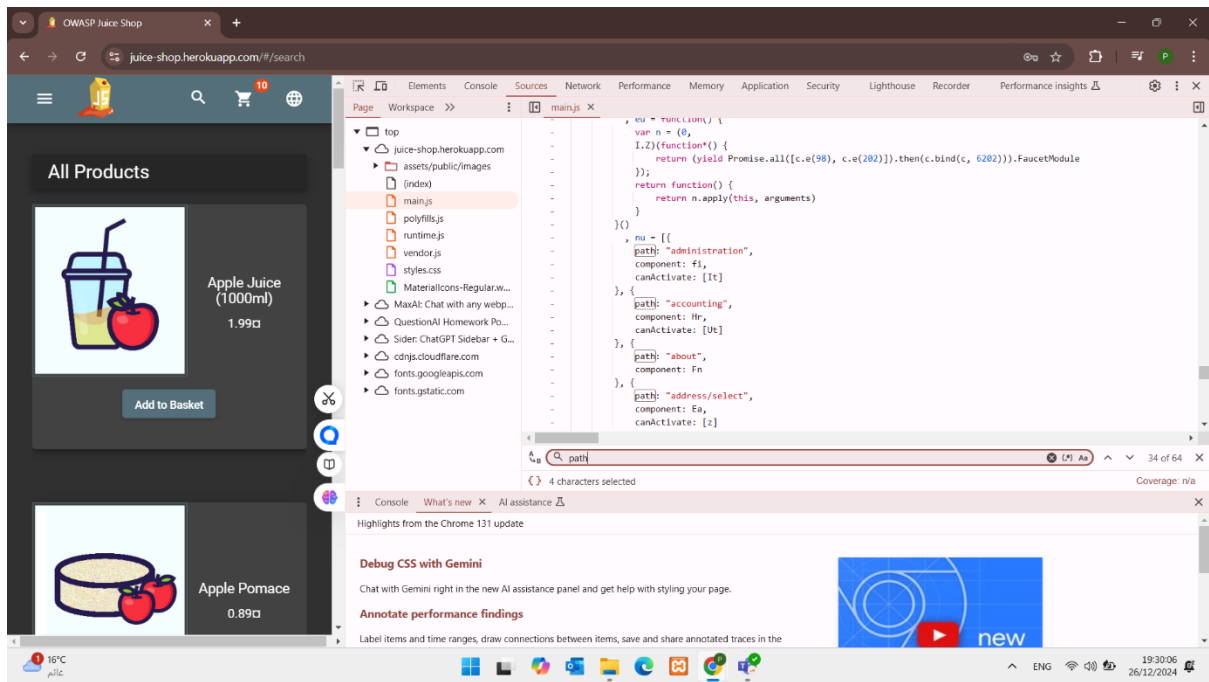 OWASP Juice Shop
juice-shop.herokuapp.com/#/search
P
JS
10
All Products
Apple Juice
(1000ml)
1.99¤
Add to Basket
Apple Pomace
0.89¤
Elements Console Sources Network Performance Memory Application Security Lighthouse Recorder Performance insights
Page Workspace
main.js
top
juice-shop.herokuapp.com
assets/public/images
(index)
main.js
polyfills.js
runtime.js
vendor.js
styles.css
MaterialIcons-Regular.w...
MaxAI: Chat with any webp...
QuestionAI Homework Po...
Sider: ChatGPT Sidebar + G...
cdnjs.cloudflare.com
fonts.googleapis.com
fonts.gstatic.com
, eu = function() {
var n = (0,
I.Z)(function*() {
return (yield Promise.all([c.e(98), c.e(202)]).then(c.bind(c, 6202))).FaucetModule
});
return function() {
return n.apply(this, arguments)
}
}()
, nu = [{
path: "administration",
component: fi,
canActivate: [It]
}, {
path: "accounting",
component: Hr,
canActivate: [Ut]
}, {
path: "about",
component: Fn
}, {
path: "address/select",
component: Ea,
canActivate: [z]
path
(.*) Aa
34 of 64
{ } 4 characters selected
Coverage: n/a
Console What's new AI assistance
Highlights from the Chrome 131 update
Debug CSS with Gemini
Chat with Gemini right in the new AI assistance panel and get help with styling your page.
Annotate performance findings
Label items and time ranges, draw connections between items, save and share annotated traces in the
new
1
16°C
عالم
ENG
19:30:06
26/12/2024